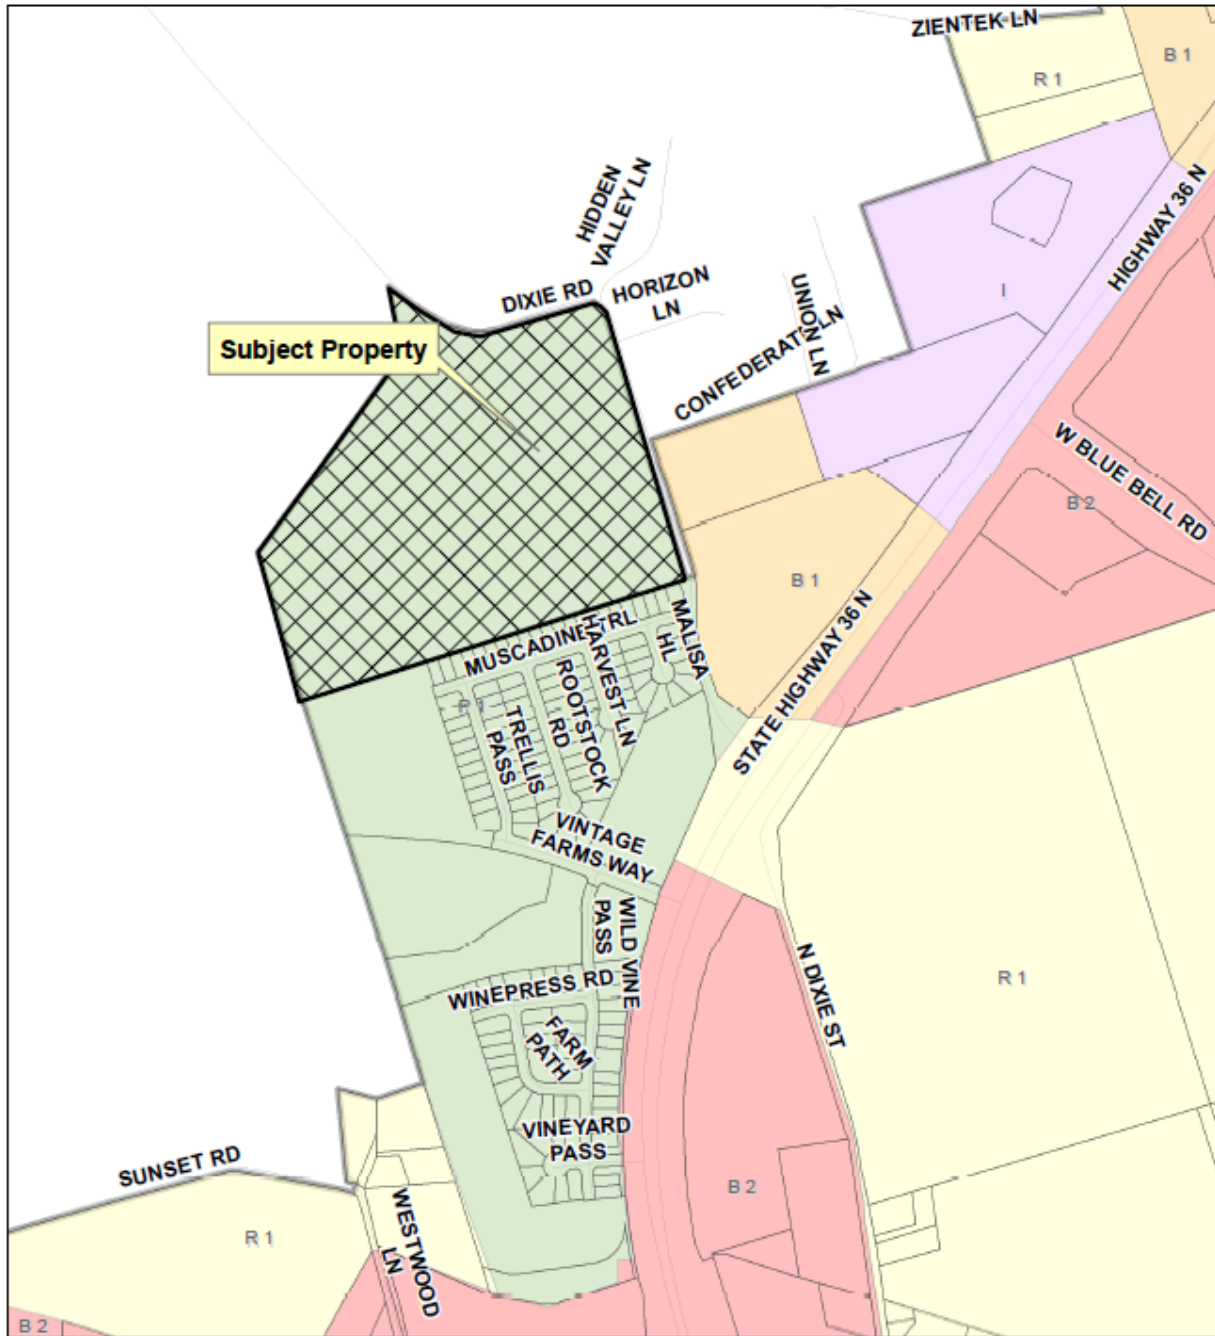 ZIENTEK LN
B 1
R 1
HIDDEN
VALLEY LN
HIGHWAY 36 N
DIXIE RD
HORIZON
LN
UNION LN
I
CONFEDERATE LN
Subject Property
W BLUE BELL RD
B 2
B 1
STATE HIGHWAY 36 N
MUSCADINE TRL
HARVEST LN
MALISA
HL
ROOTSTOCK
RD
TRELLIS
PASS
VINTAGE
FARMS WAY
WILD VINE
PASS
N DIXIE ST
R 1
WINEPRESS RD
FARM
PATH
VINEYARD
PASS
SUNSET RD
WESTWOOD
LN
B 2
R 1
B 2